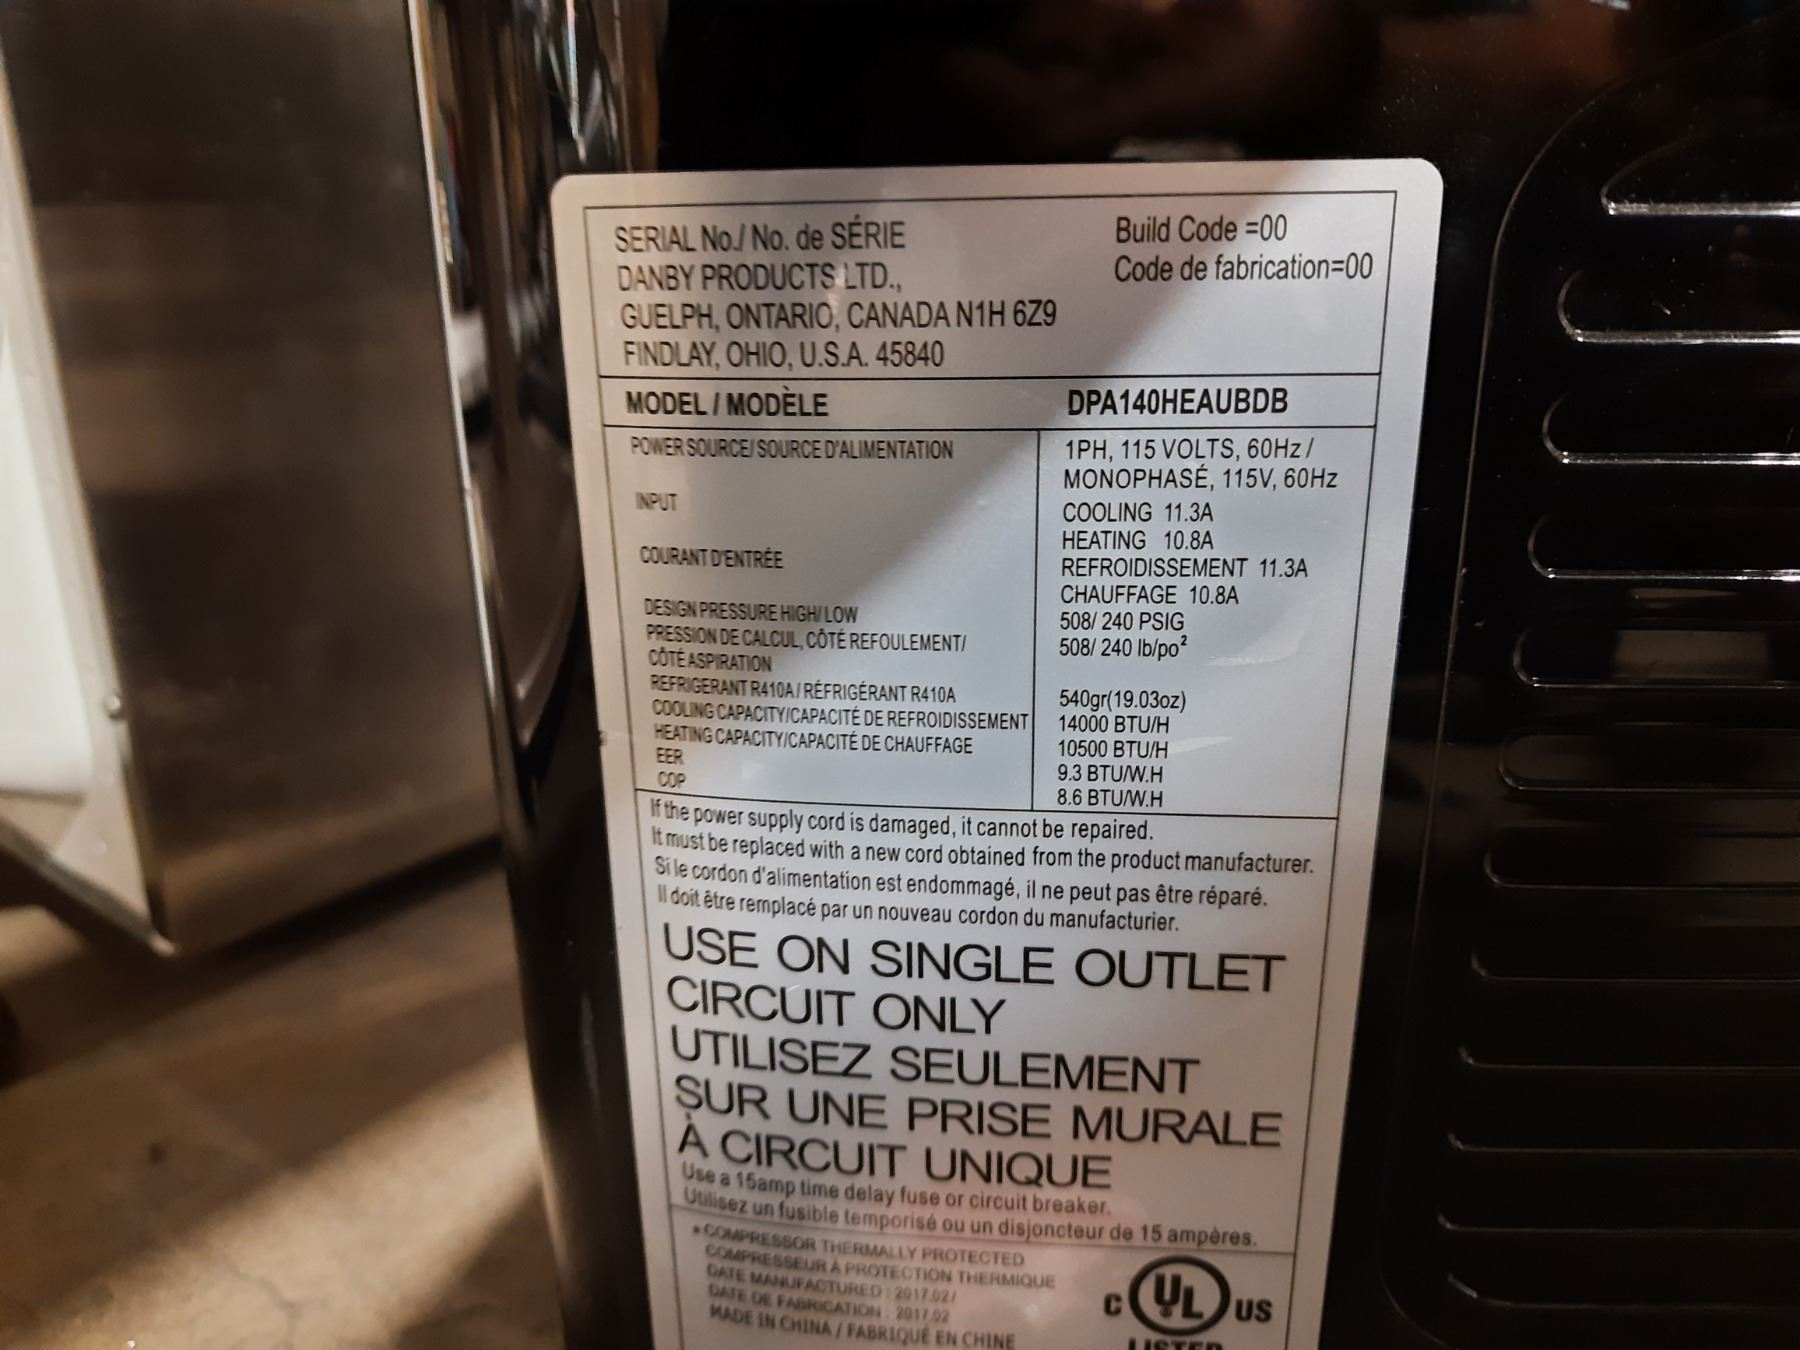 SERIAL No./ No. de SÉRIE
Build Code =00
DANBY PRODUCTS LTD.,
Code de fabrication=00
GUELPH, ONTARIO, CANADA N1H 6Z9
FINDLAY, OHIO, U.S.A. 45840
MODEL / MODÈLE DPA140HEAUBDB
POWER SOURCE/ SOURCE D'ALIMENTATION 1PH, 115 VOLTS, 60Hz /
MONOPHASÉ, 115V, 60Hz
INPUT COOLING 11.3A
HEATING 10.8A
COURANT D'ENTRÉE REFROIDISSEMENT 11.3A
CHAUFFAGE 10.8A
DESIGN PRESSURE HIGH/ LOW 508/ 240 PSIG
PRESSION DE CALCUL, CÔTÉ REFOULEMENT/ 508/ 240 lb/po²
CÔTÉ ASPIRATION
REFRIGERANT R410A / RÉFRIGÉRANT R410A 540gr(19.03oz)
COOLING CAPACITY/CAPACITÉ DE REFROIDISSEMENT 14000 BTU/H
HEATING CAPACITY/CAPACITÉ DE CHAUFFAGE 10500 BTU/H
EER 9.3 BTU/W.H
COP 8.6 BTU/W.H
If the power supply cord is damaged, it cannot be repaired.
It must be replaced with a new cord obtained from the product manufacturer.
Si le cordon d'alimentation est endommagé, il ne peut pas être réparé.
Il doit être remplacé par un nouveau cordon du manufacturier.
USE ON SINGLE OUTLET
CIRCUIT ONLY
UTILISEZ SEULEMENT
SUR UNE PRISE MURALE
À CIRCUIT UNIQUE
Use a 15amp time delay fuse or circuit breaker.
Utilisez un fusible temporisé ou un disjoncteur de 15 ampères.
* COMPRESSOR THERMALLY PROTECTED
COMPRESSEUR À PROTECTION THERMIQUE
DATE MANUFACTURED : 2017.02 /
DATE DE FABRICATION : 2017.02
MADE IN CHINA / FABRIQUÉ EN CHINE
C UL US
LISTED